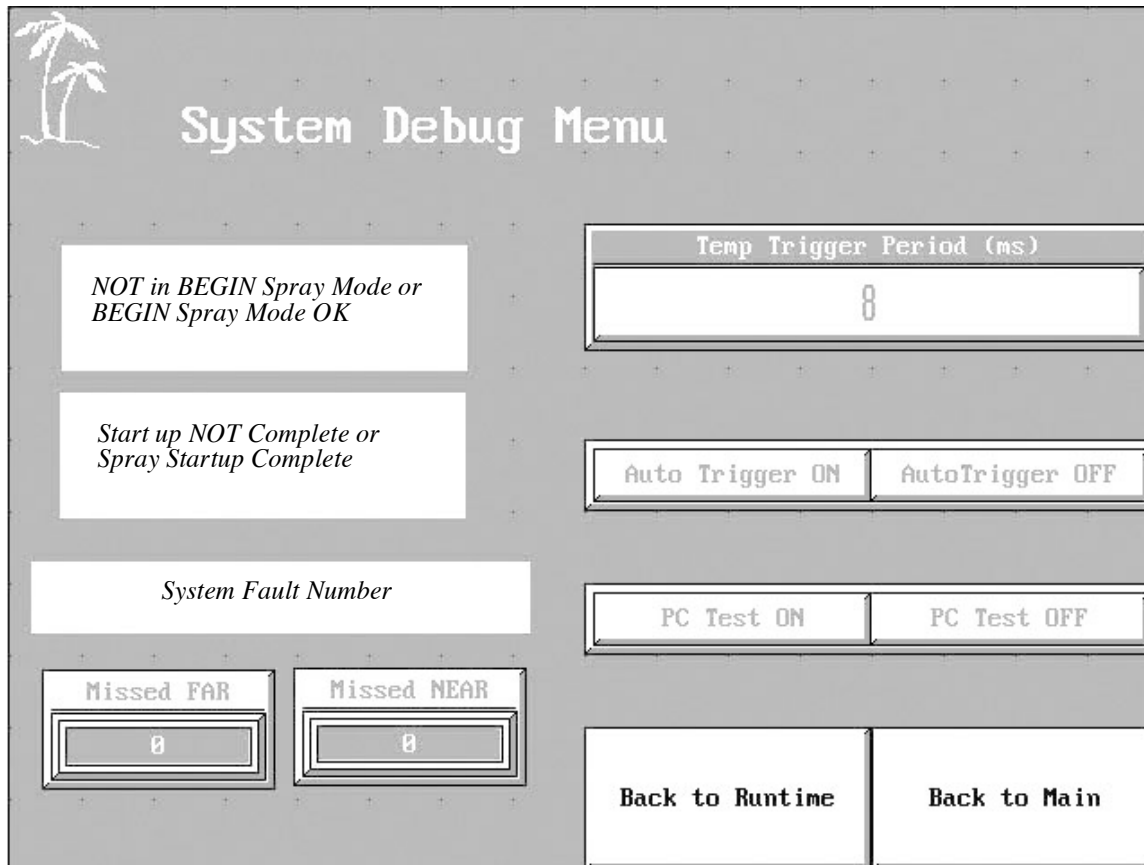 System Debug Menu
NOT in BEGIN Spray Mode or
BEGIN Spray Mode OK
Start up NOT Complete or
Spray Startup Complete
System Fault Number
Missed FAR
0
Missed NEAR
0
Temp Trigger Period (ms)
8
Auto Trigger ON
AutoTrigger OFF
PC Test ON
PC Test OFF
Back to Runtime
Back to Main